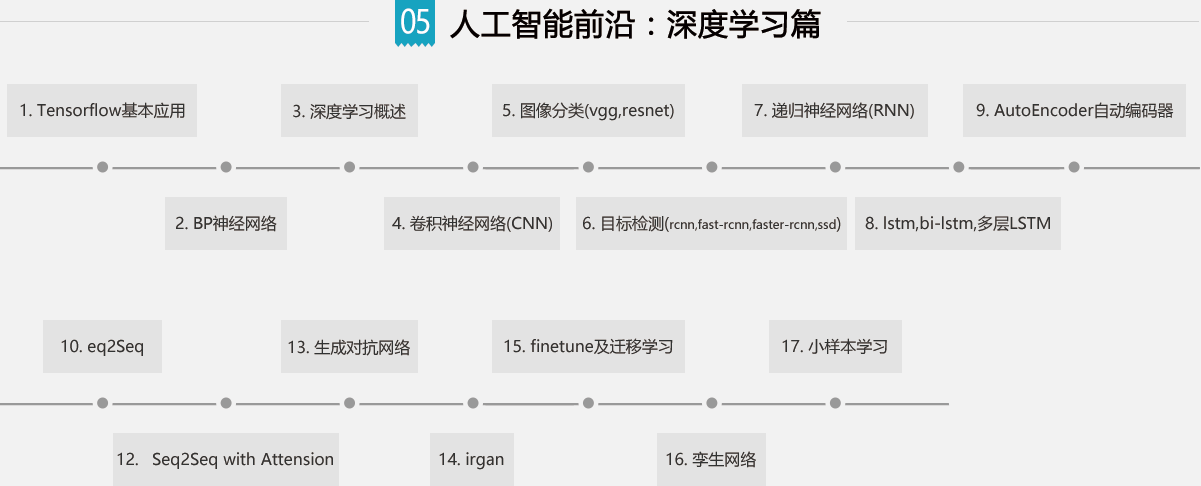 05 人工智能前沿：深度学习篇
1. Tensorflow基本应用
2. BP神经网络
3. 深度学习概述
4. 卷积神经网络(CNN)
5. 图像分类(vgg,resnet)
6. 目标检测(rcnn,fast-rcnn,faster-rcnn,ssd)
7. 递归神经网络(RNN)
8. lstm,bi-lstm,多层LSTM
9. AutoEncoder自动编码器
10. eq2Seq
12. Seq2Seq with Attension
13. 生成对抗网络
14. irgan
15. finetune及迁移学习
16. 孪生网络
17. 小样本学习